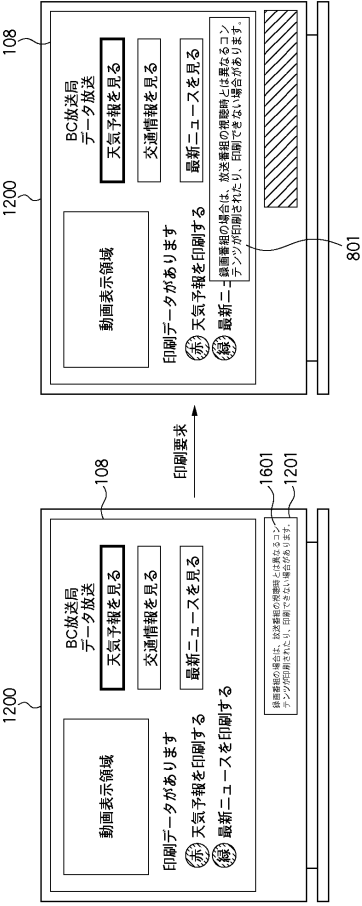 1200
108
動画表示領域
BC放送局
データ放送
天気予報を見る
交通情報を見る
最新ニュースを見る
印刷データがあります
赤 天気予報を印刷する
緑 最新ニュースを印刷する
録画番組の場合は、放送番組の視聴時とは異なるコン
テンツが印刷されたり、印刷できない場合があります。
1601
1201
印刷要求
1200
108
動画表示領域
BC放送局
データ放送
天気予報を見る
交通情報を見る
最新ニュースを見る
印刷データがあります
赤 天気予報を印刷する
緑 最新ニュ
録画番組の場合は、放送番組の視聴時とは異なるコン
テンツが印刷されたり、印刷できない場合があります。
801